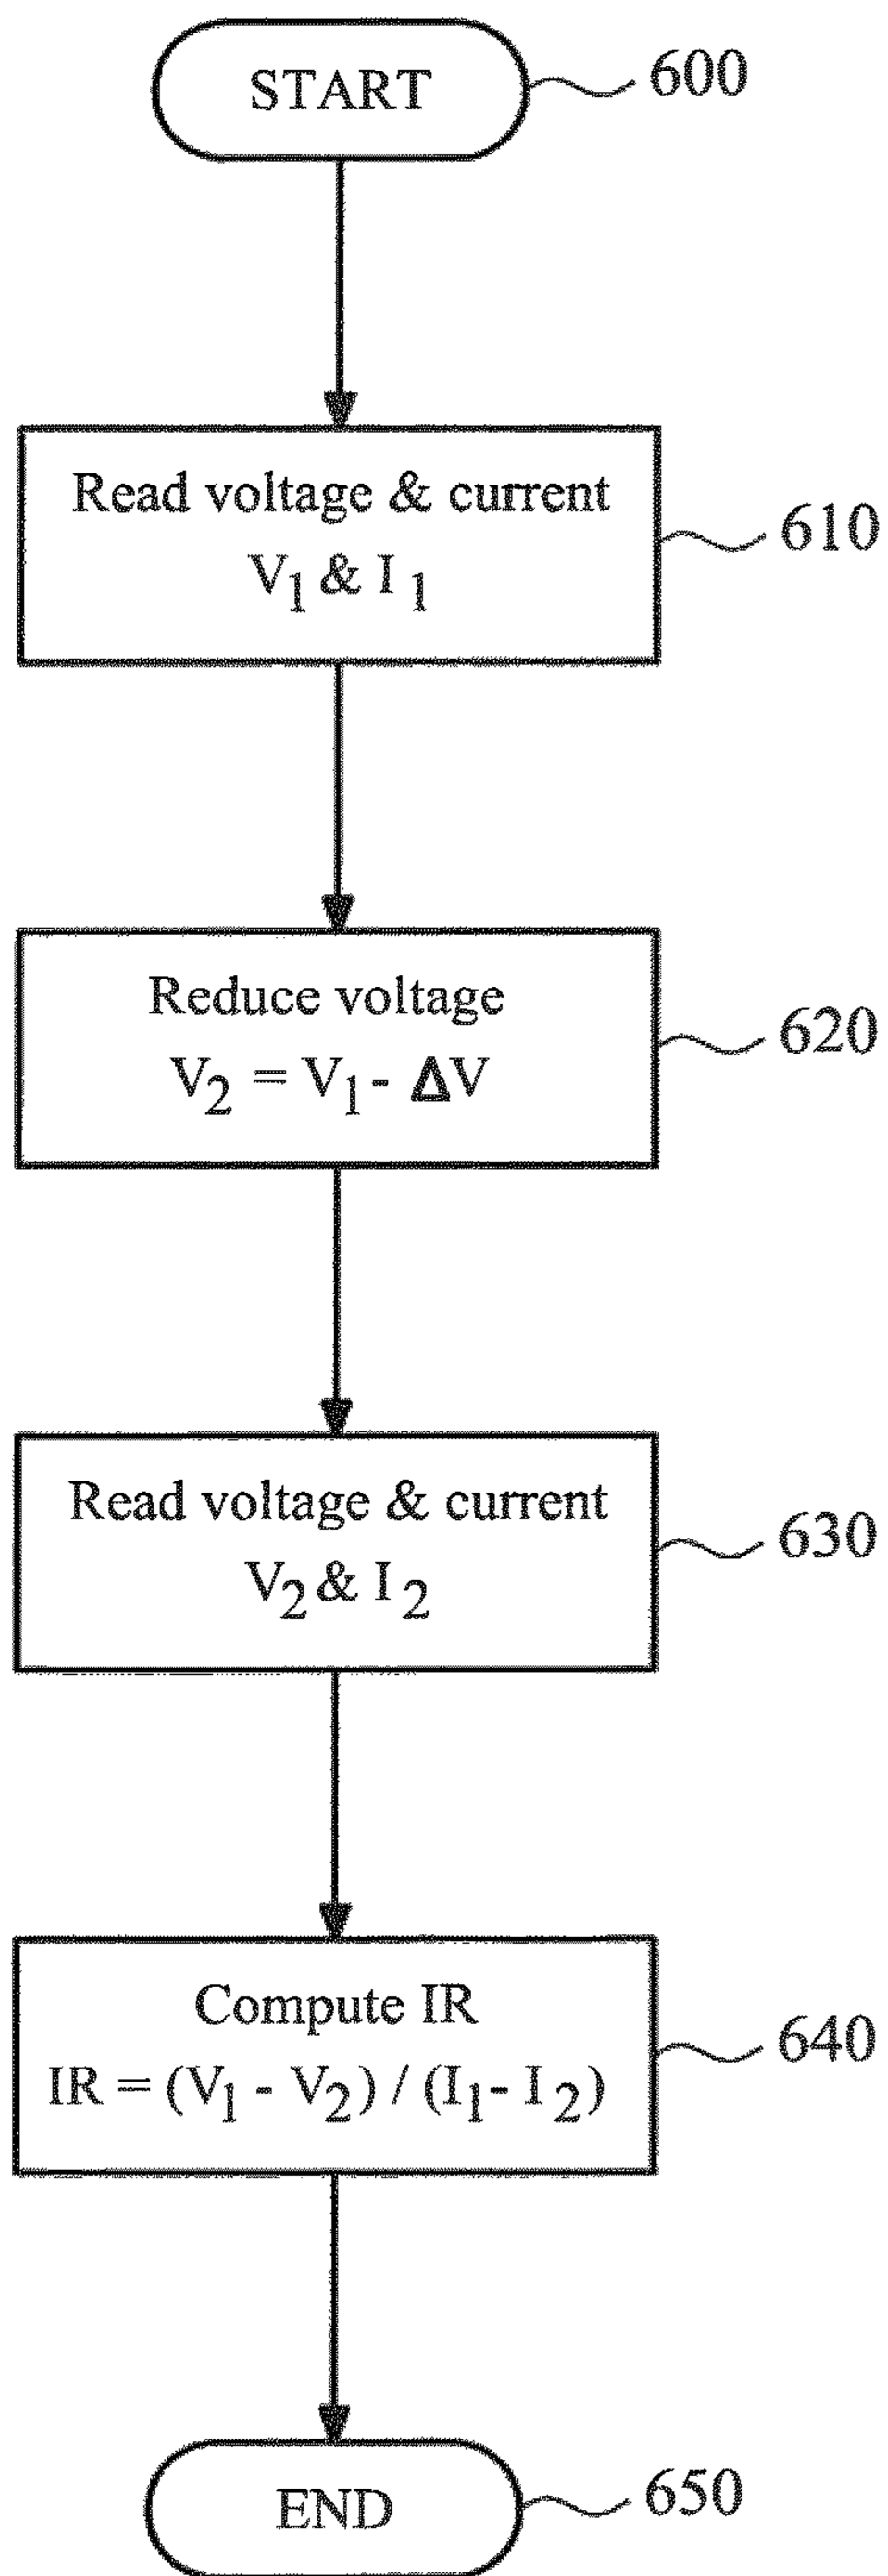 START
600
Read voltage & current
V₁ & I₁
610
Reduce voltage
V₂ = V₁ - ΔV
620
Read voltage & current
V₂ & I₂
630
Compute IR
IR = (V₁ - V₂) / (I₁ - I₂)
640
END
650